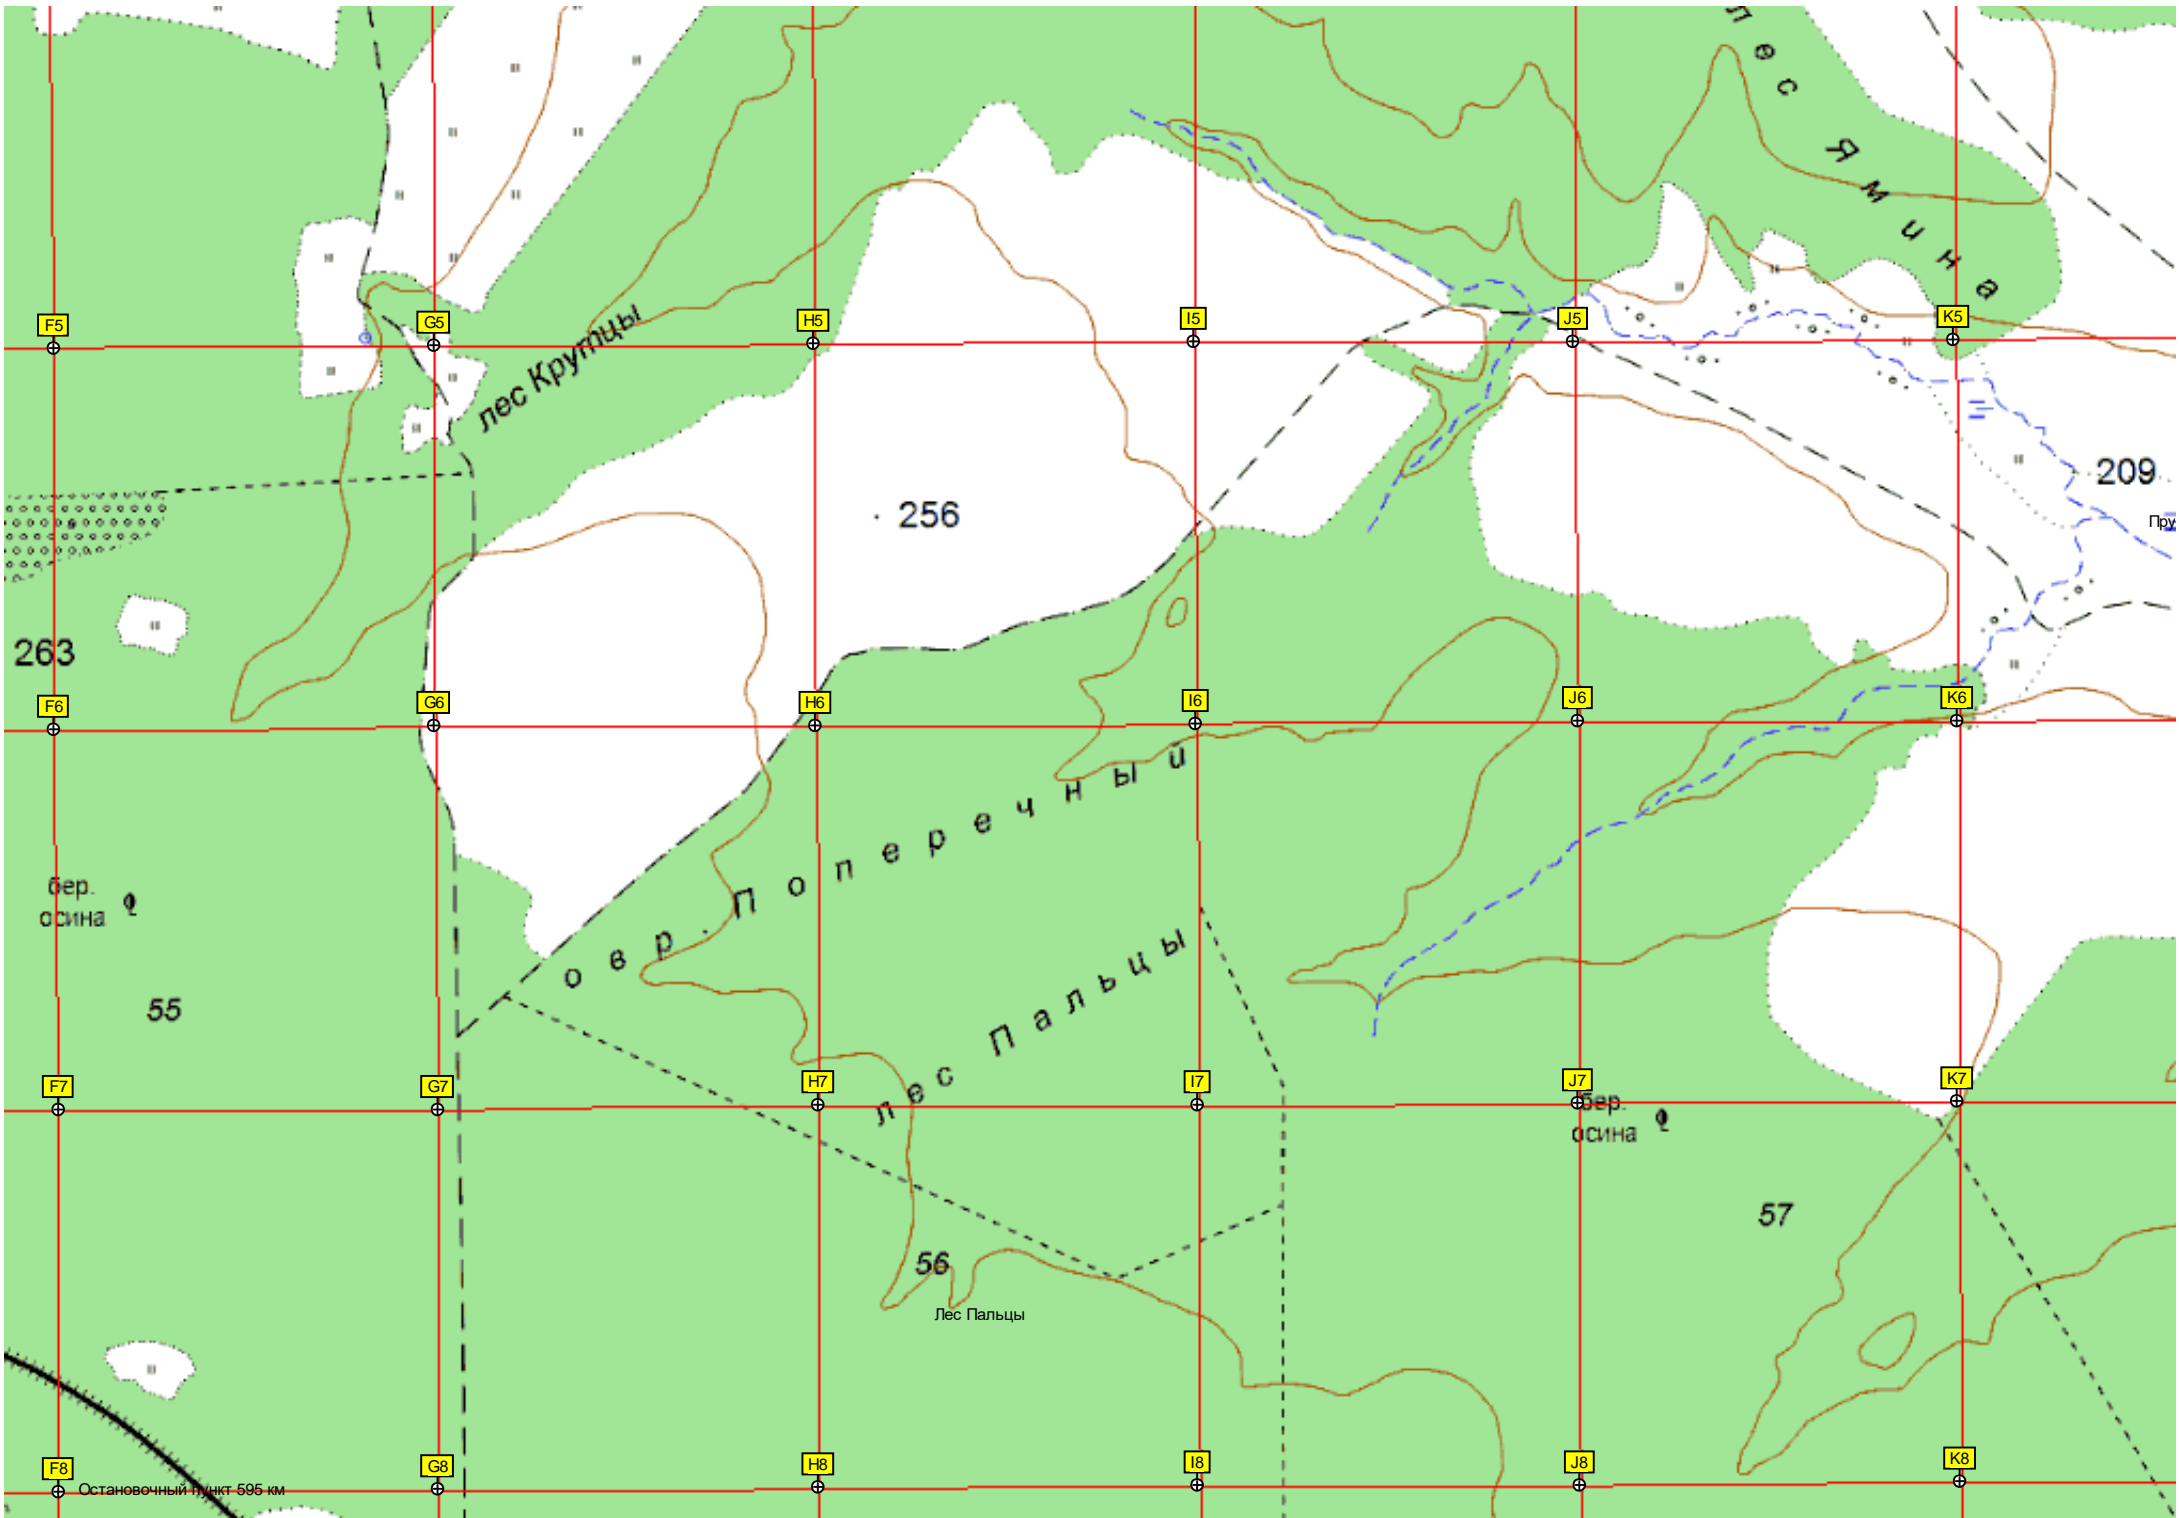 лес
Ямина
F5
G5
H5
I5
J5
K5
лес Крутцы
256
209
Пру
263
F6
G6
H6
I6
J6
K6
овр. Поперечный
бер.
осина
55
лес Пальцы
F7
G7
H7
I7
J7
K7
бер.
осина
57
56
Лес Пальцы
F8
G8
H8
I8
J8
K8
Остановочный пункт 595 км